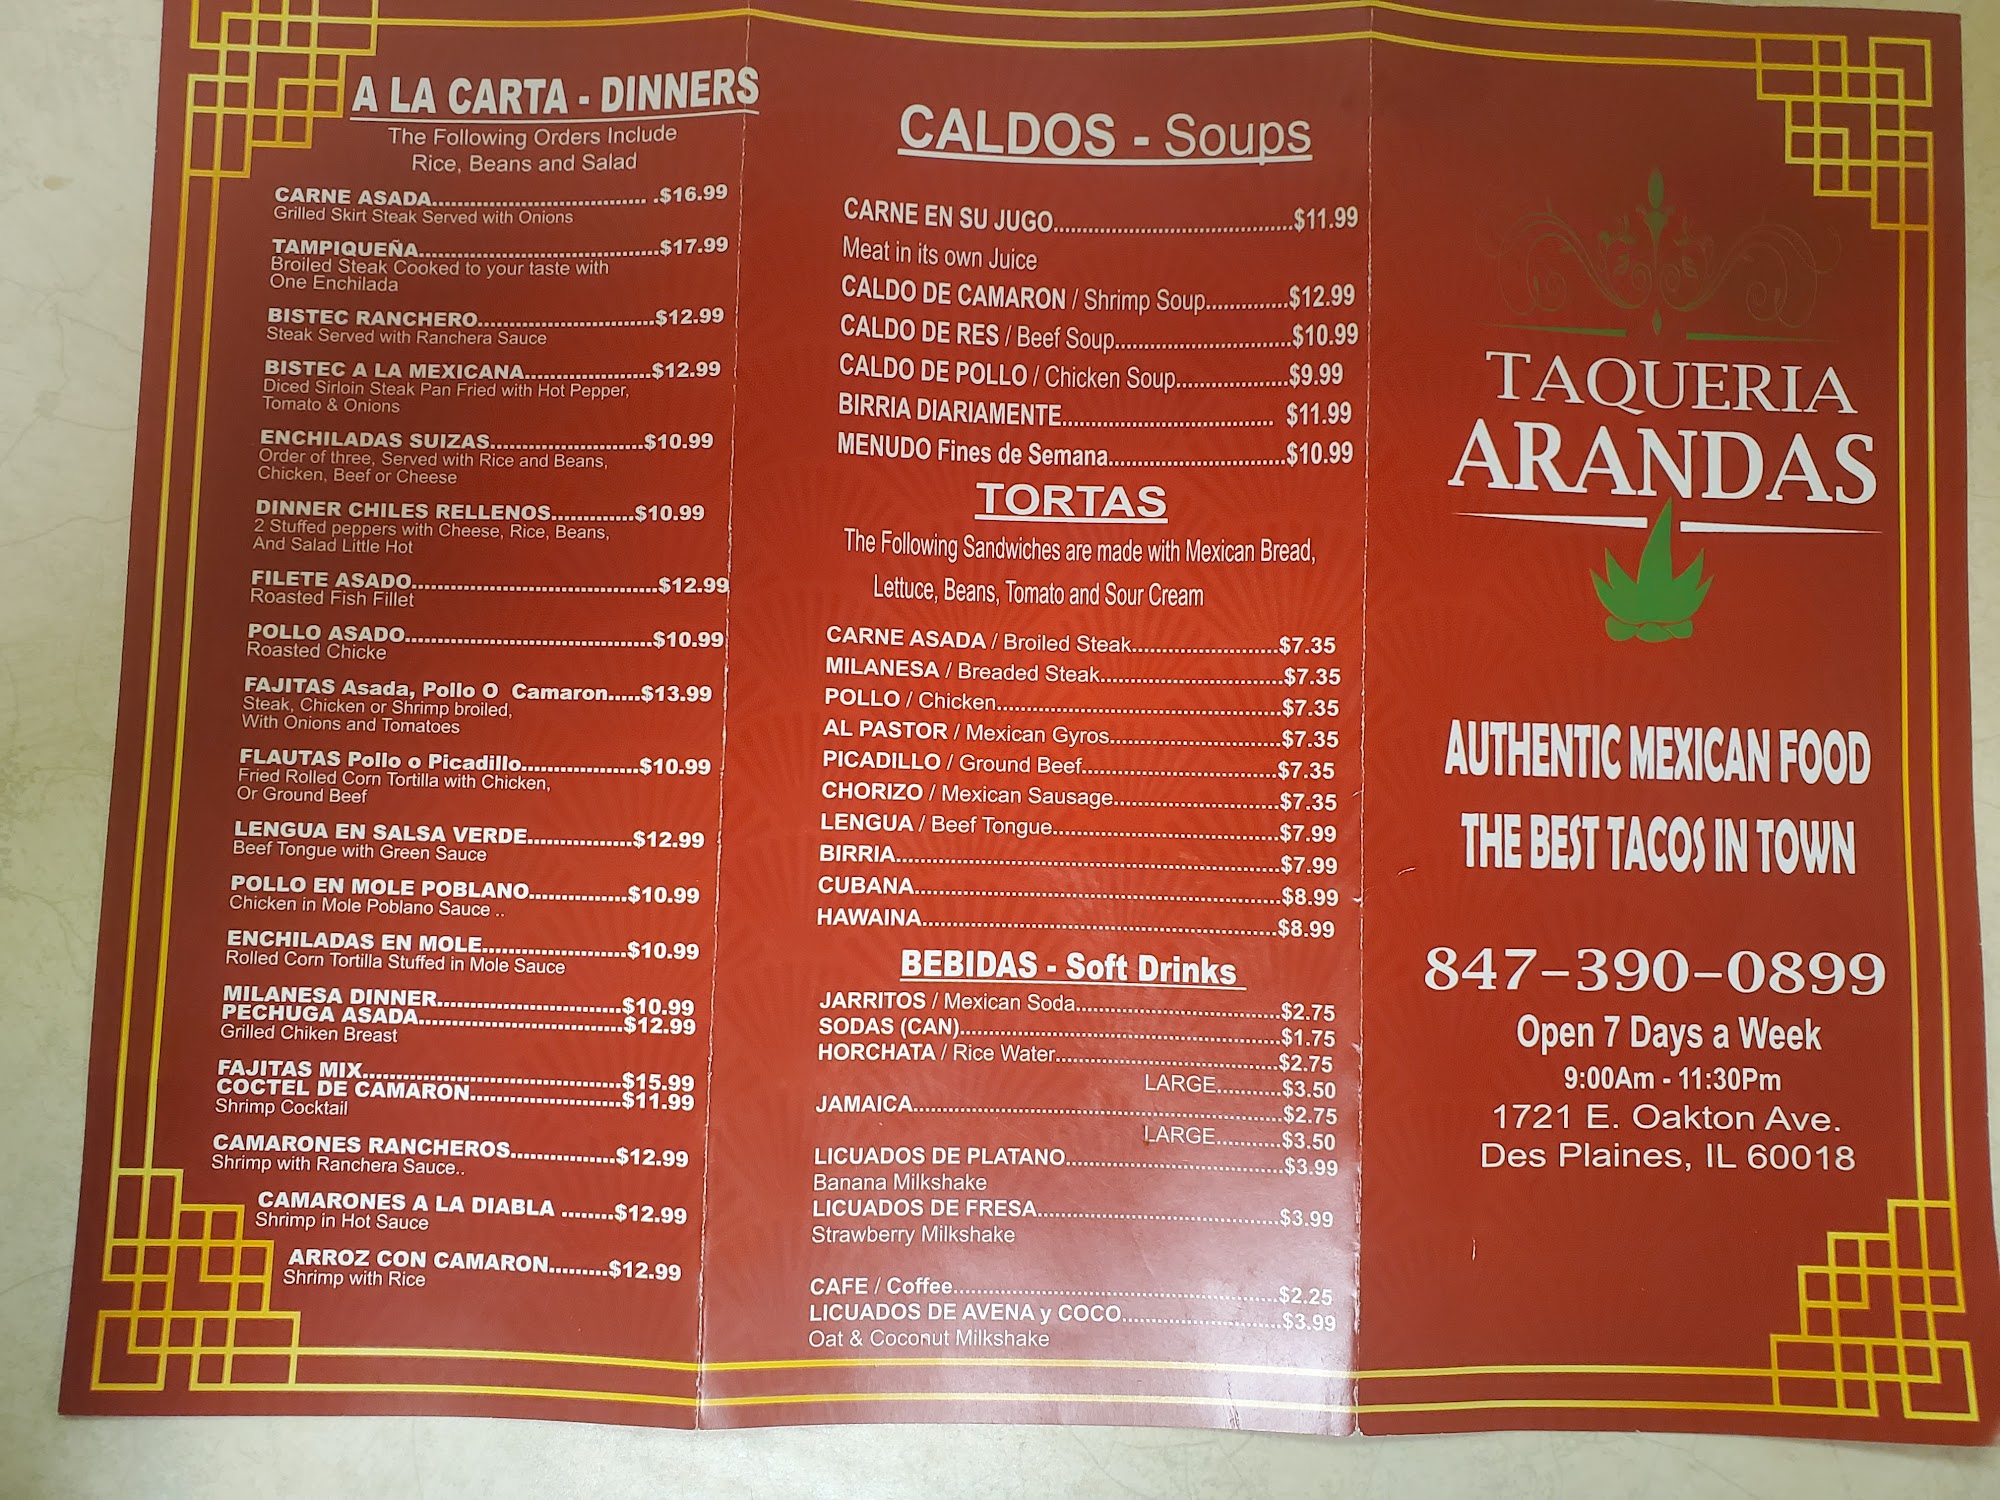 A LA CARTA - DINNERS
The Following Orders Include
Rice, Beans and Salad
CARNE ASADA.................................. .$16.99
Grilled Skirt Steak Served with Onions
TAMPIQUEÑA......................................$17.99
Broiled Steak Cooked to your taste with
One Enchilada
BISTEC RANCHERO............................$12.99
Steak Served with Ranchera Sauce
BISTEC A LA MEXICANA....................$12.99
Diced Sirloin Steak Pan Fried with Hot Pepper,
Tomato & Onions
ENCHILADAS SUIZAS........................$10.99
Order of three, Served with Rice and Beans,
Chicken, Beef or Cheese
DINNER CHILES RELLENOS.............$10.99
2 Stuffed peppers with Cheese, Rice, Beans,
And Salad Little Hot
FILETE ASADO.......................................$12.99
Roasted Fish Fillet
POLLO ASADO.......................................$10.99
Roasted Chicke
FAJITAS Asada, Pollo O  Camaron.....$13.99
Steak, Chicken or Shrimp broiled,
With Onions and Tomatoes
FLAUTAS Pollo o Picadillo...................$10.99
Fried Rolled Corn Tortilla with Chicken,
Or Ground Beef
LENGUA EN SALSA VERDE.................$12.99
Beef Tongue with Green Sauce
POLLO EN MOLE POBLANO................$10.99
Chicken in Mole Poblano Sauce ..
ENCHILADAS EN MOLE.......................$10.99
Rolled Corn Tortilla Stuffed in Mole Sauce
MILANESA DINNER.............................$10.99
PECHUGA ASADA................................$12.99
Grilled Chiken Breast
FAJITAS MIX.........................................$15.99
COCTEL DE CAMARON........................$11.99
Shrimp Cocktail
CAMARONES RANCHEROS.................$12.99
Shrimp with Ranchera Sauce..
CAMARONES A LA DIABLA ........$12.99
Shrimp in Hot Sauce
ARROZ CON CAMARON.........$12.99
Shrimp with Rice
CALDOS - Soups
CARNE EN SU JUGO.......................................$11.99
Meat in its own Juice
CALDO DE CAMARON / Shrimp Soup.............$12.99
CALDO DE RES / Beef Soup.............................$10.99
CALDO DE POLLO / Chicken Soup..................$9.99
BIRRIA DIARIAMENTE.................................. $11.99
MENUDO Fines de Semana............................$10.99
TORTAS
The Following Sandwiches are made with Mexican Bread,
Lettuce, Beans, Tomato and Sour Cream
CARNE ASADA / Broiled Steak........................$7.35
MILANESA / Breaded Steak..............................$7.35
POLLO / Chicken...............................................$7.35
AL PASTOR / Mexican Gyros............................$7.35
PICADILLO / Ground Beef................................$7.35
CHORIZO / Mexican Sausage...........................$7.35
LENGUA / Beef Tongue.....................................$7.99
BIRRIA...............................................................$7.99
CUBANA............................................................$8.99
HAWAINA..........................................................$8.99
BEBIDAS - Soft Drinks
JARRITOS / Mexican Soda.................................$2.75
SODAS (CAN)....................................................$1.75
HORCHATA / Rice Water....................................$2.75
LARGE...........$3.50
JAMAICA............................................................$2.75
LARGE...........$3.50
LICUADOS DE PLATANO...................................$3.99
Banana Milkshake
LICUADOS DE FRESA........................................$3.99
Strawberry Milkshake
CAFE / Coffee.....................................................$2.25
LICUADOS DE AVENA y COCO..........................$3.99
Oat & Coconut Milkshake
TAQUERIA
ARANDAS
AUTHENTIC MEXICAN FOOD
THE BEST TACOS IN TOWN
847-390-0899
Open 7 Days a Week
9:00Am - 11:30Pm
1721 E. Oakton Ave.
Des Plaines, IL 60018